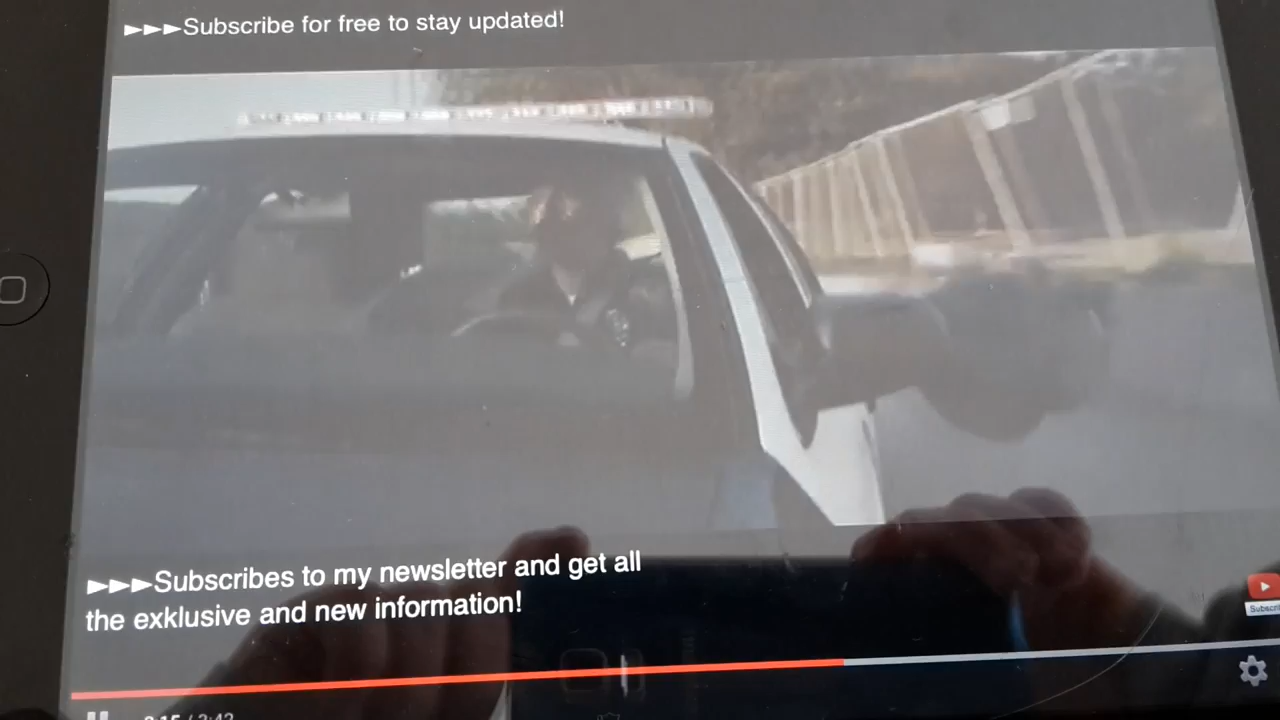 ►►►Subscribe for free to stay updated!
►►►Subscribes to my newsletter and get all
the exklusive and new information!